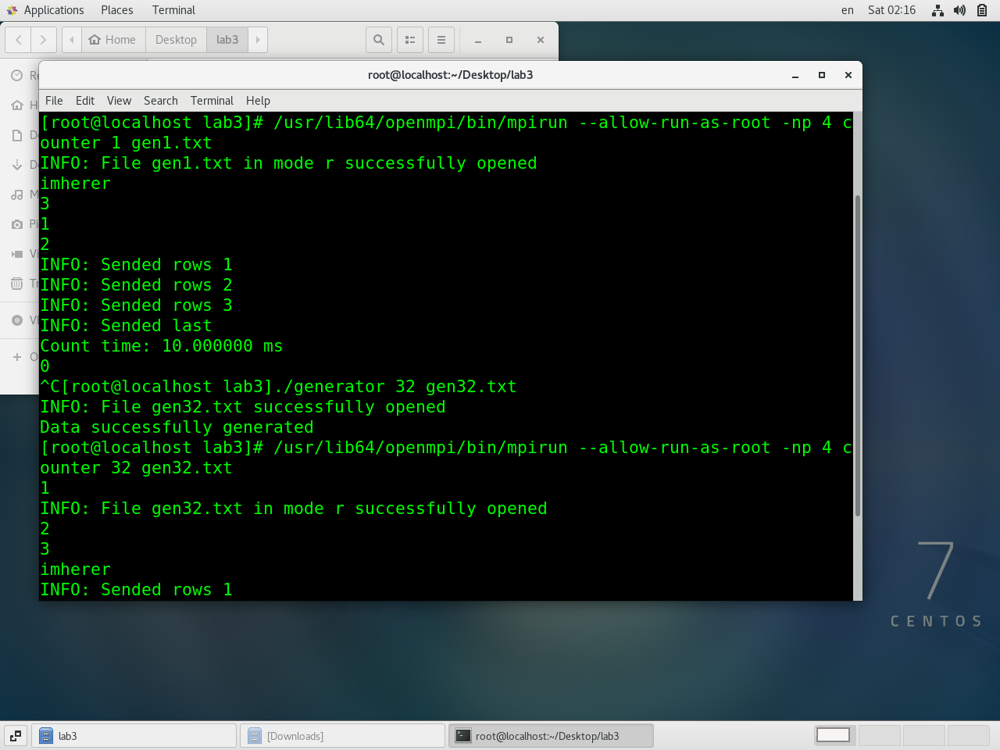 Applications Places Terminal en Sat 02:16
Home Desktop lab3
root@localhost:~/Desktop/lab3
File Edit View Search Terminal Help
[root@localhost lab3]# /usr/lib64/openmpi/bin/mpirun --allow-run-as-root -np 4 c
ounter 1 gen1.txt
INFO: File gen1.txt in mode r successfully opened
imherer
3
1
2
INFO: Sended rows 1
INFO: Sended rows 2
INFO: Sended rows 3
INFO: Sended last
Count time: 10.000000 ms
0
^C[root@localhost lab3]./generator 32 gen32.txt
INFO: File gen32.txt successfully opened
Data successfully generated
[root@localhost lab3]# /usr/lib64/openmpi/bin/mpirun --allow-run-as-root -np 4 c
ounter 32 gen32.txt
1
INFO: File gen32.txt in mode r successfully opened
2
3
imherer
INFO: Sended rows 1
7
CENTOS
lab3 [Downloads] root@localhost:~/Desktop/lab3